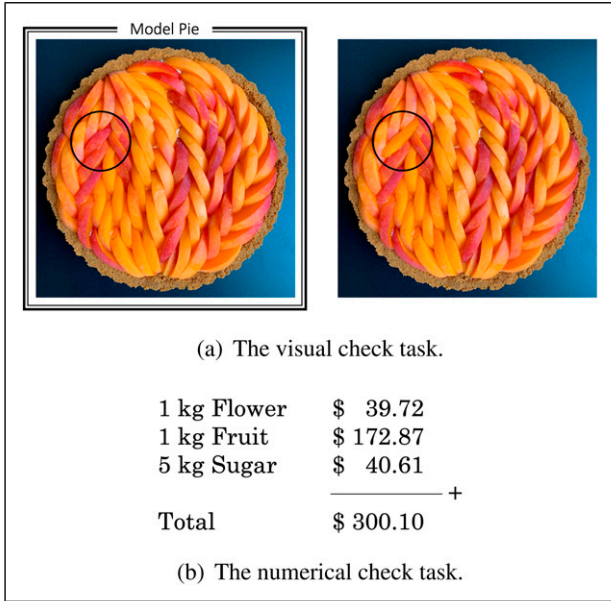 Model Pie
(a) The visual check task.
1 kg Flower $ 39.72
1 kg Fruit $ 172.87
5 kg Sugar $ 40.61
+
Total $ 300.10
(b) The numerical check task.